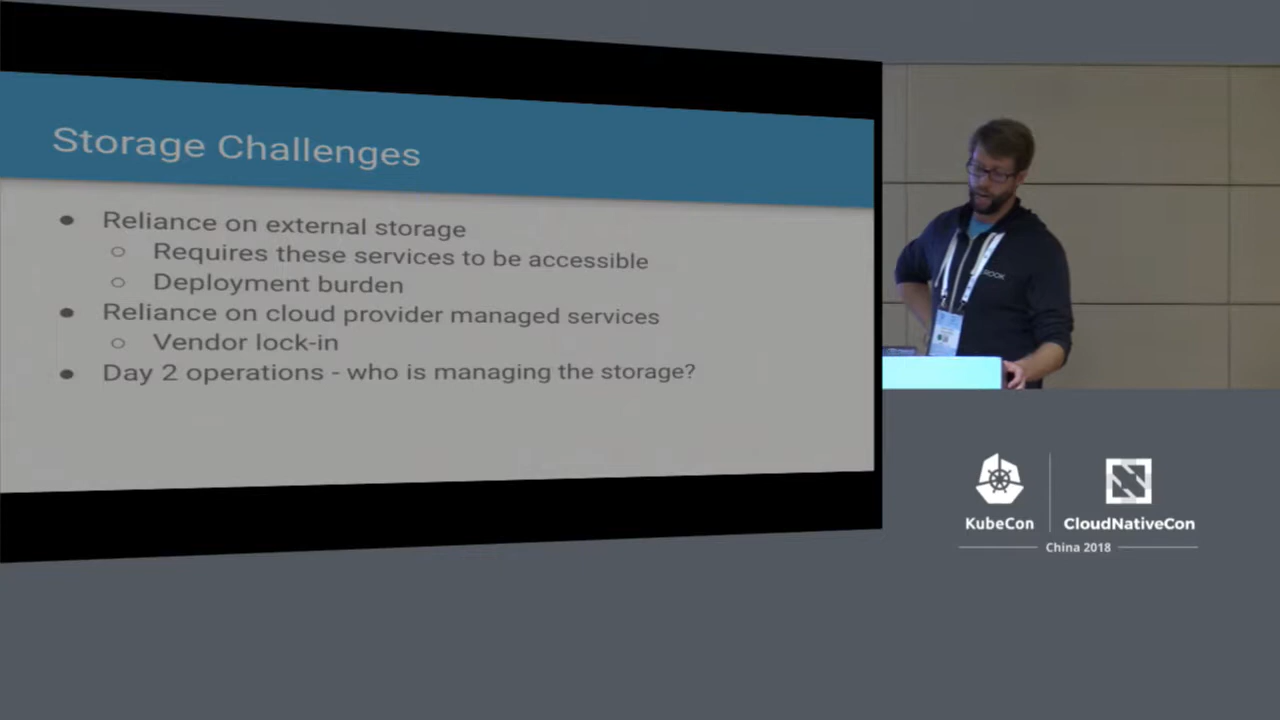 Storage Challenges
● Reliance on external storage
○ Requires these services to be accessible
○ Deployment burden
● Reliance on cloud provider managed services
○ Vendor lock-in
● Day 2 operations - who is managing the storage?
KubeCon
CloudNativeCon
China 2018